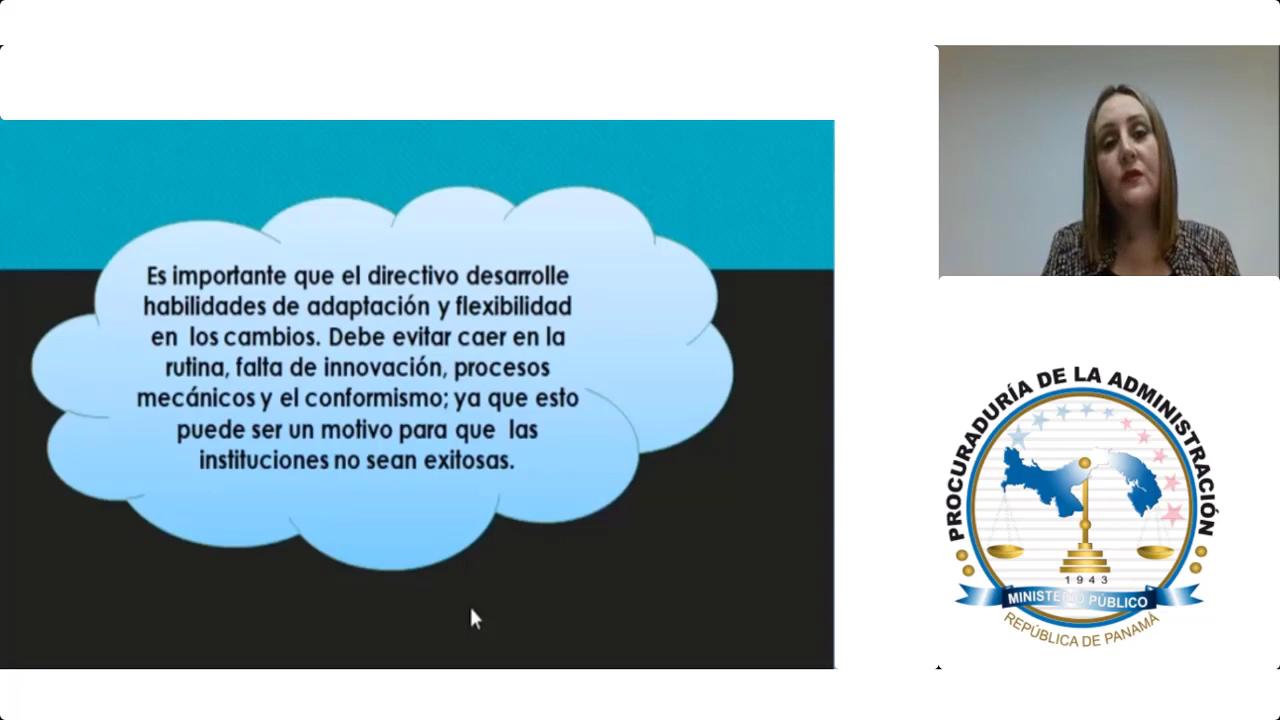 Es importante que el directivo desarrolle
habilidades de adaptación y flexibilidad
en los cambios. Debe evitar caer en la
rutina, falta de innovación, procesos
mecánicos y el conformismo; ya que esto
puede ser un motivo para que las
instituciones no sean exitosas.
PROCURADURÍA DE LA ADMINISTRACIÓN
1943
MINISTERIO PÚBLICO
REPÚBLICA DE PANAMÁ